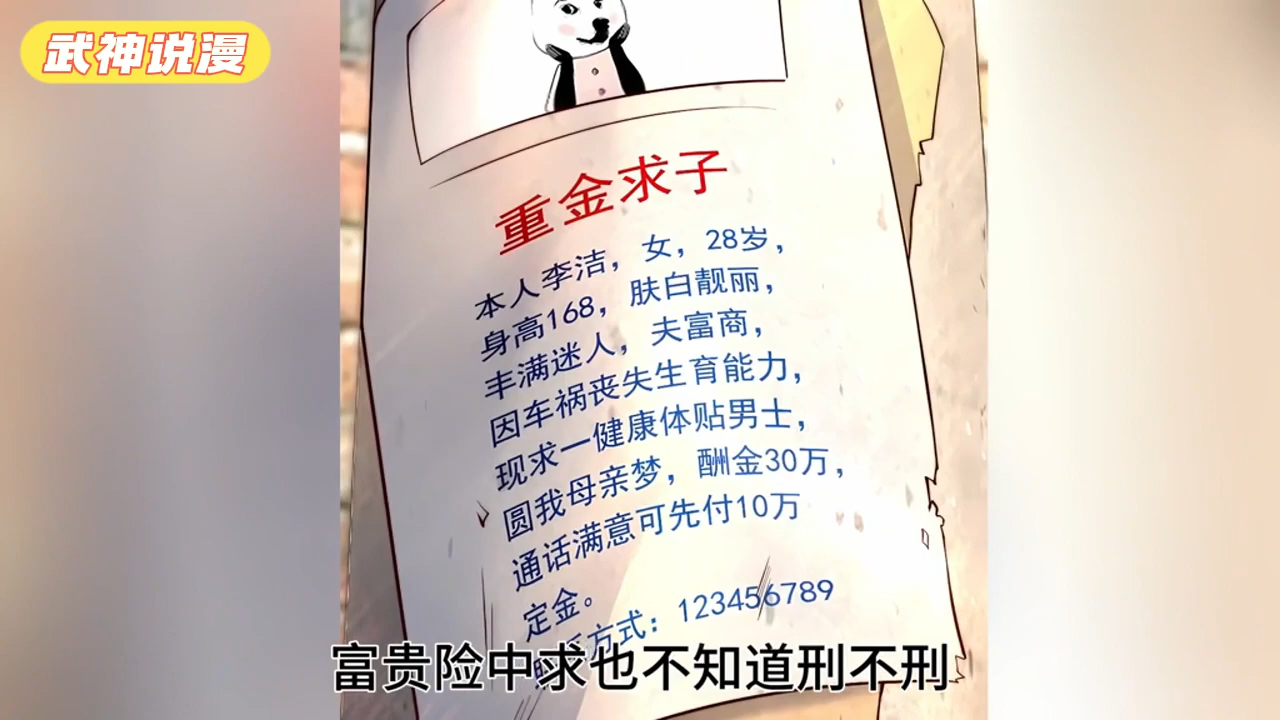 武神说漫
重金求子
本人李洁，女，28岁，
身高168，肤白靓丽，
丰满迷人，夫富商，
因车祸丧失生育能力，
现求一健康体贴男士，
圆我母亲梦，酬金30万，
通话满意可先付10万
定金。
方式：123456789
富贵险中求也不知道刑不刑